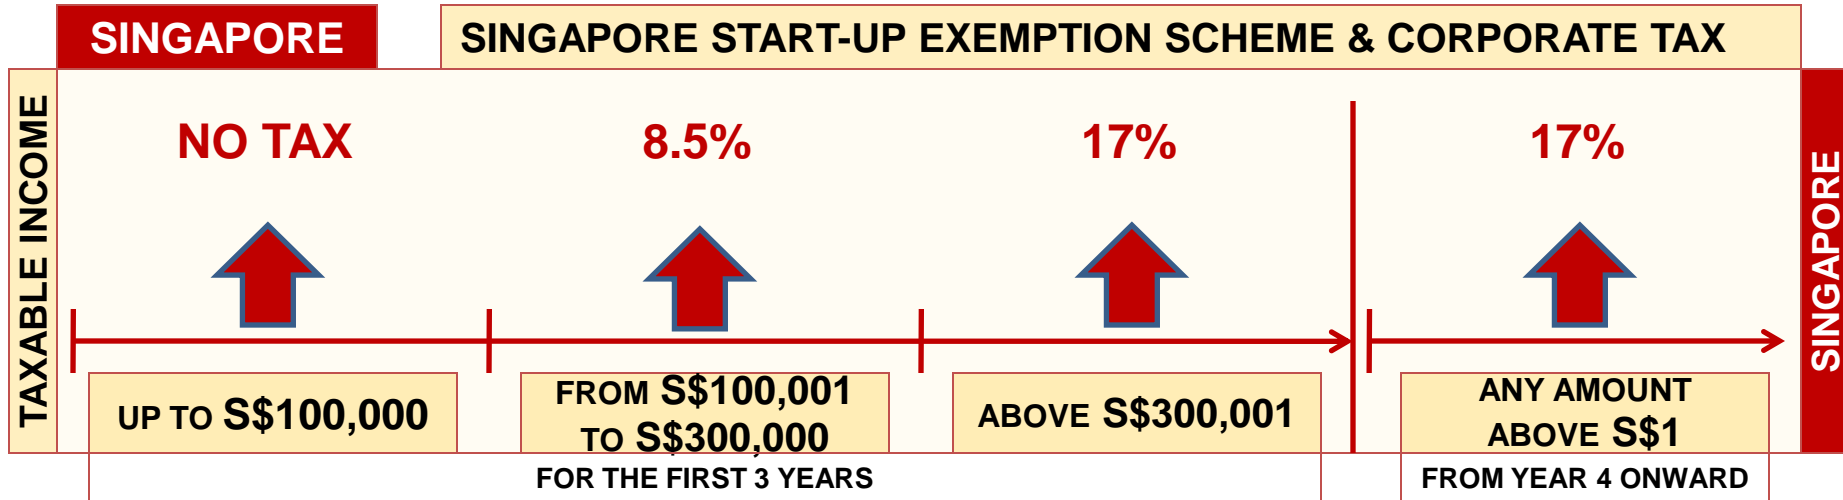 SINGAPORE
SINGAPORE START-UP EXEMPTION SCHEME & CORPORATE TAX
TAXABLE INCOME
NO TAX
8.5%
17%
17%
SINGAPORE
UP TO S$100,000
FROM S$100,001
TO S$300,000
ABOVE S$300,001
ANY AMOUNT
ABOVE S$1
FOR THE FIRST 3 YEARS
FROM YEAR 4 ONWARD